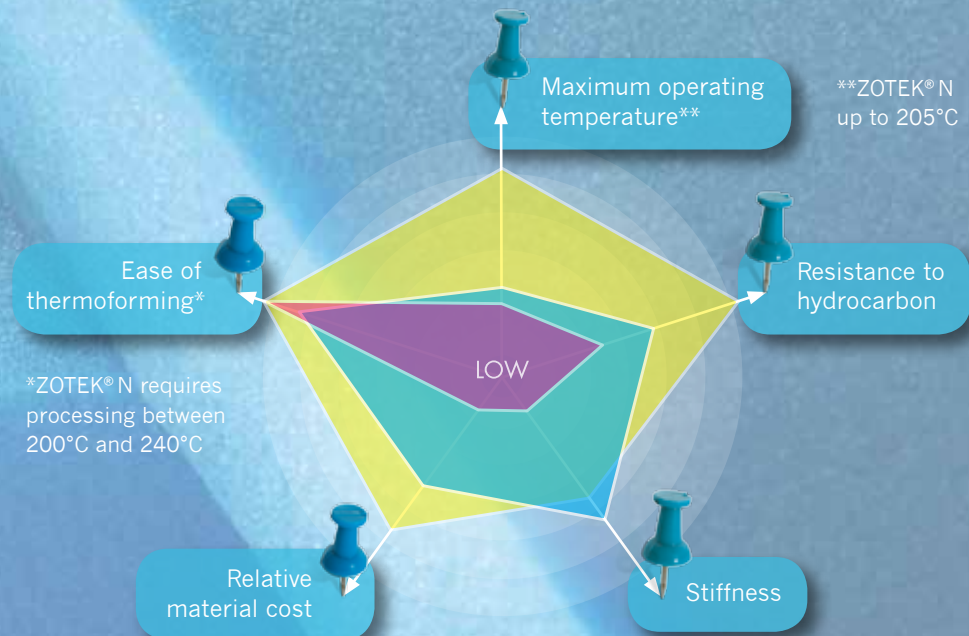 Maximum operating
temperature**
**ZOTEK® N
up to 205°C
Ease of
thermoforming*
Resistance to
hydrocarbon
LOW
*ZOTEK® N requires
processing between
200°C and 240°C
Relative
material cost
Stiffness